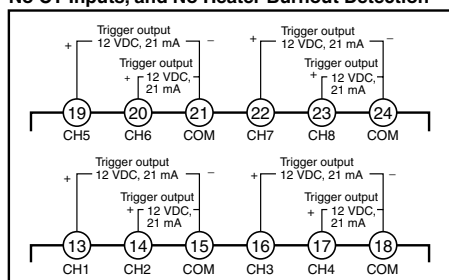 No CT Inputs, and No Heater Burnout Detection
Trigger output
+ 12 VDC, 21 mA −
Trigger output
+ 12 VDC,
21 mA
Trigger output
+ 12 VDC, 21 mA −
Trigger output
+ 12 VDC,
21 mA
19 20 21 22 23 24
CH5 CH6 COM CH7 CH8 COM
Trigger output
+ 12 VDC, 21 mA −
Trigger output
+ 12 VDC,
21 mA
Trigger output
+ 12 VDC, 21 mA −
Trigger output
+ 12 VDC,
21 mA
13 14 15 16 17 18
CH1 CH2 COM CH3 CH4 COM